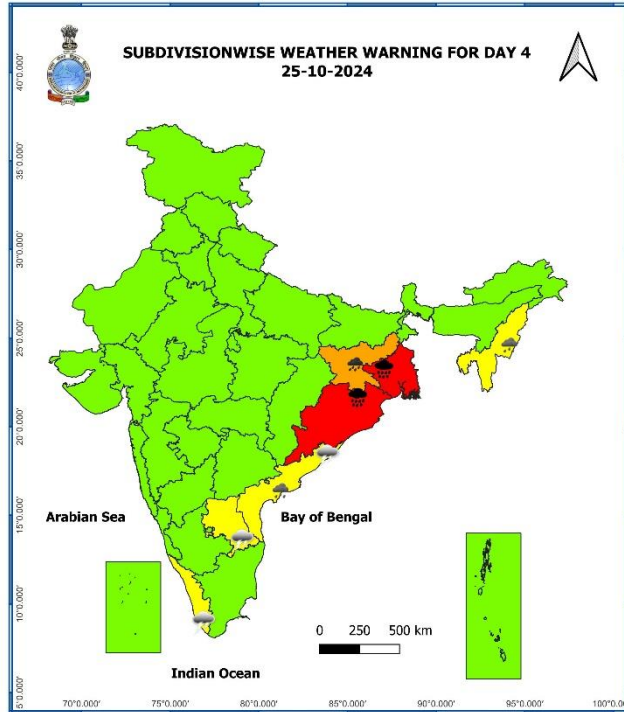 SUBDIVISIONWISE WEATHER WARNING FOR DAY 4
25-10-2024
40°0.000'
35°0.000'
30°0.000'
25°0.000'
20°0.000'
15°0.000'
10°0.000'
5°0.000'
Arabian Sea
Bay of Bengal
0 250 500 km
Indian Ocean
70°0.000' 75°0.000' 80°0.000' 85°0.000' 90°0.000' 95°0.000' 100°0.0